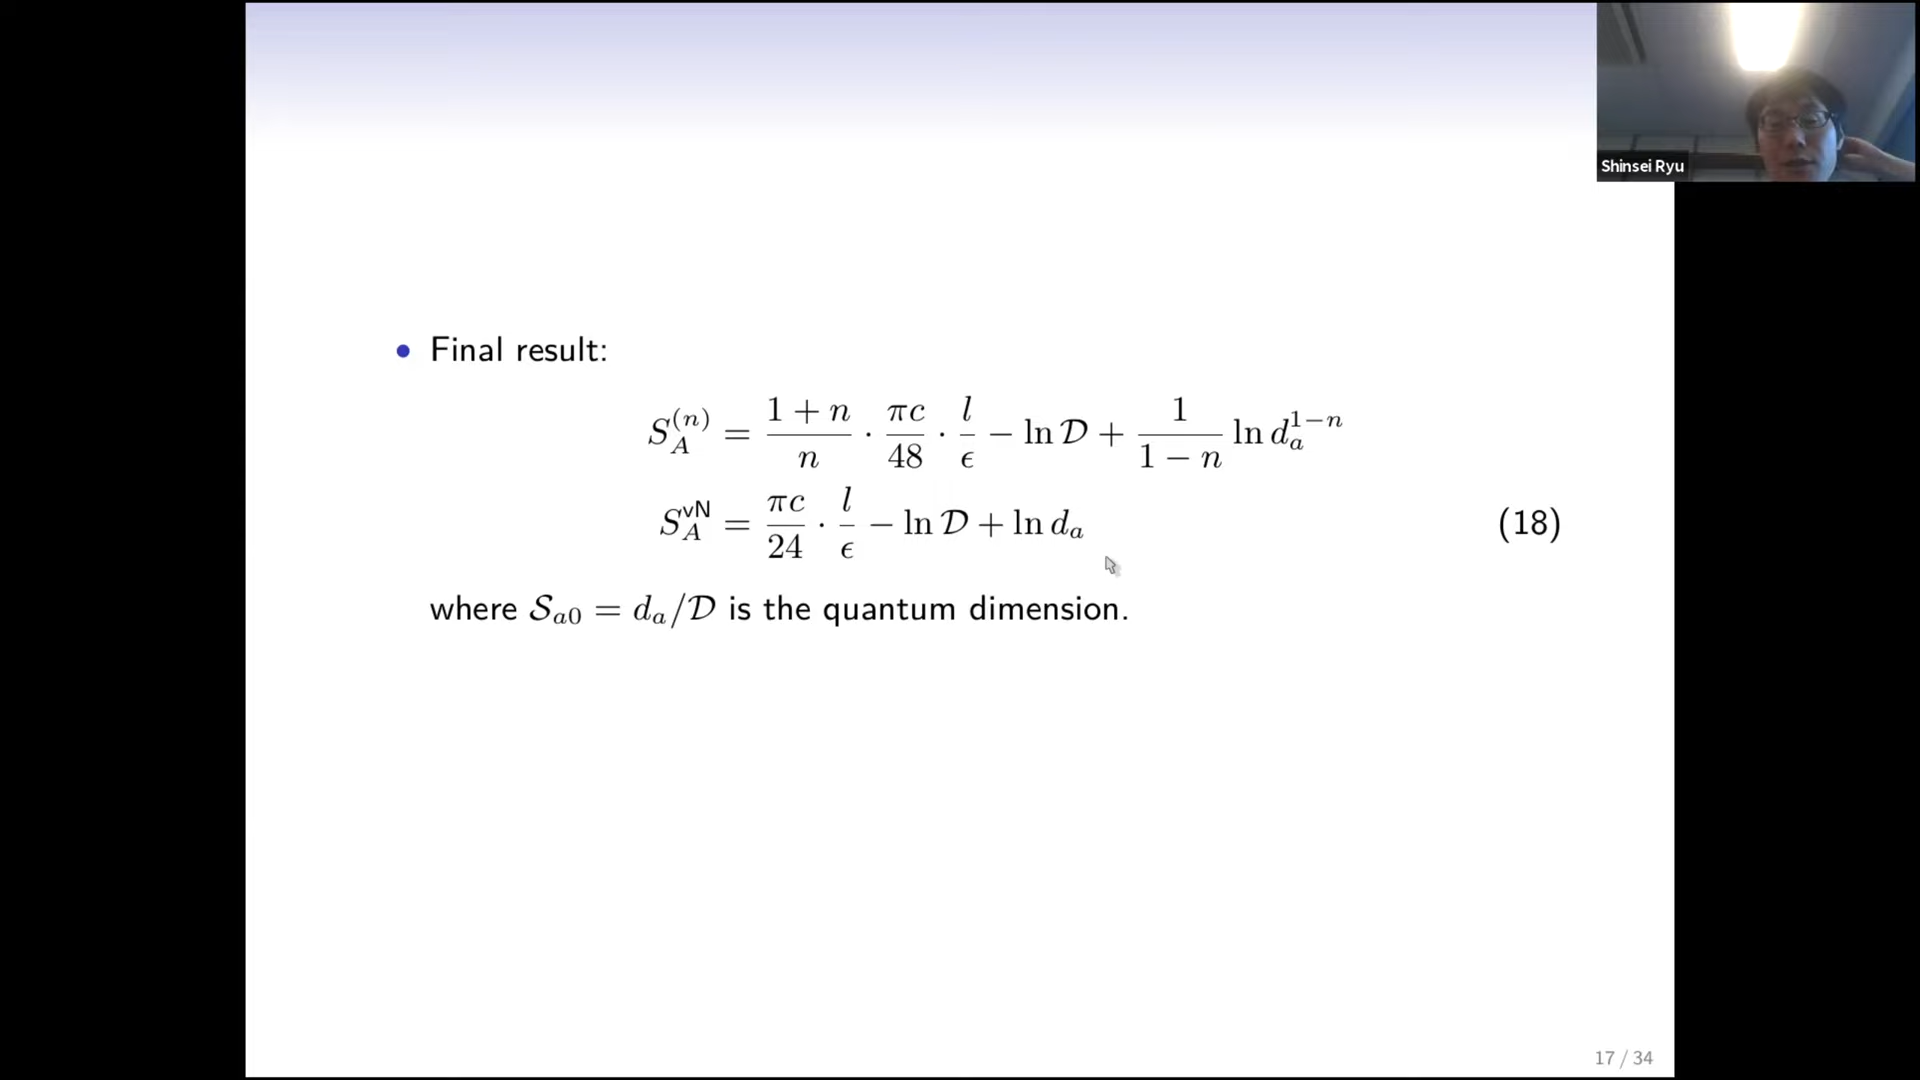 Shinsei Ryu
• Final result:
$S_A^{(n)} = \frac{1+n}{n} \cdot \frac{\pi c}{48} \cdot \frac{l}{\epsilon} - \ln \mathcal{D} + \frac{1}{1-n} \ln d_a^{1-n}$
$S_A^{\mathsf{vN}} = \frac{\pi c}{24} \cdot \frac{l}{\epsilon} - \ln \mathcal{D} + \ln d_a$ (18)
where $\mathcal{S}_{a0} = d_a/\mathcal{D}$ is the quantum dimension.
17 / 34